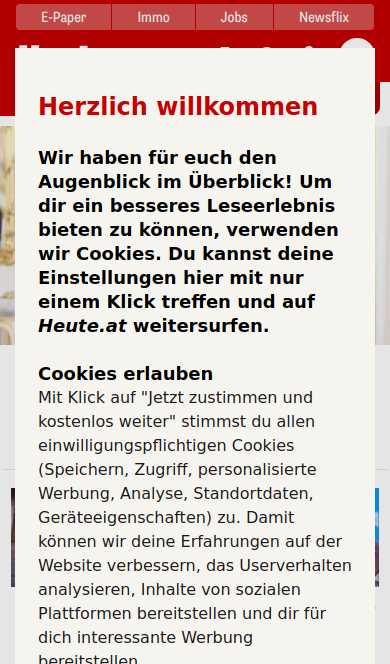 E-Paper
Immo
Jobs
Newsflix
Herzlich willkommen
Wir haben für euch den
Augenblick im Überblick! Um
dir ein besseres Leseerlebnis
bieten zu können, verwenden
wir Cookies. Du kannst deine
Einstellungen hier mit nur
einem Klick treffen und auf
Heute.at weitersurfen.
Cookies erlauben
Mit Klick auf "Jetzt zustimmen und
kostenlos weiter" stimmst du allen
einwilligungspflichtigen Cookies
(Speichern, Zugriff, personalisierte
Werbung, Analyse, Standortdaten,
Geräteeigenschaften) zu. Damit
können wir deine Erfahrungen auf der
Website verbessern, das Userverhalten
analysieren, Inhalte von sozialen
Plattformen bereitstellen und dir für
dich interessante Werbung
bereitstellen